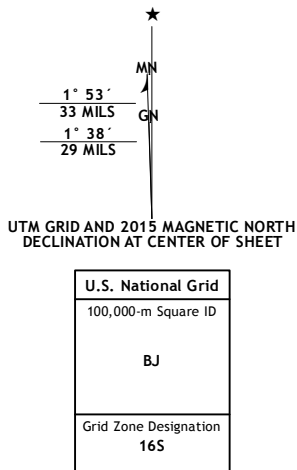 ★
MN
1° 53´
33 MILS
GN
1° 38´
29 MILS
UTM GRID AND 2015 MAGNETIC NORTH
DECLINATION AT CENTER OF SHEET
U.S. National Grid
100,000-m Square ID
BJ
Grid Zone Designation
16S